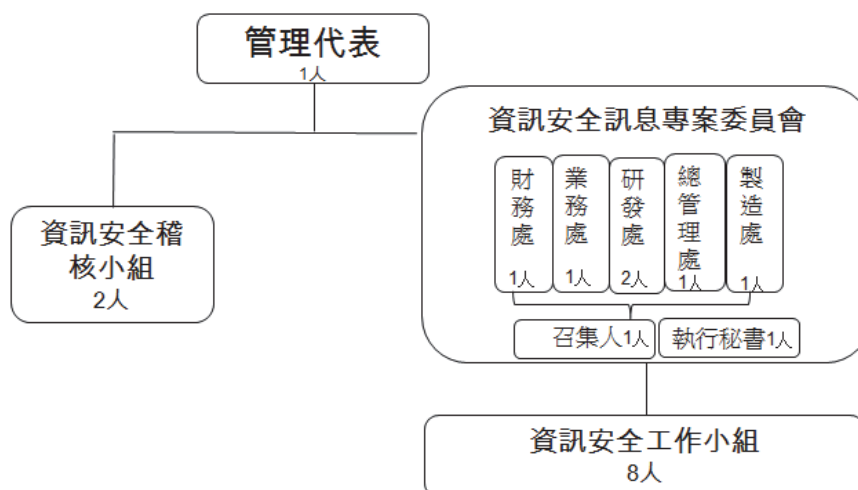 管理代表
1人
資訊安全訊息專案委員會
財務處
1人
業務處
1人
研發處
2人
總管理處
1人
製造處
1人
召集人1人
執行秘書1人
資訊安全稽
核小組
2人
資訊安全工作小組
8人